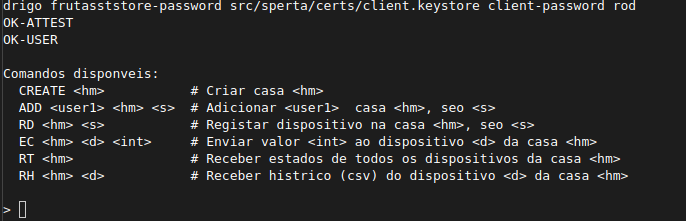 drigo frutasststore-password src/sperta/certs/client.keystore client-password rod
OK-ATTEST
OK-USER
Comandos disponveis:
CREATE <hm> # Criar casa <hm>
ADD <user1> <hm> <s> # Adicionar <user1> casa <hm>, seo <s>
RD <hm> <s> # Registar dispositivo na casa <hm>, seo <s>
EC <hm> <d> <int> # Enviar valor <int> ao dispositivo <d> da casa <hm>
RT <hm> # Receber estados de todos os dispositivos da casa <hm>
RH <hm> <d> # Receber histrico (csv) do dispositivo <d> da casa <hm>
>